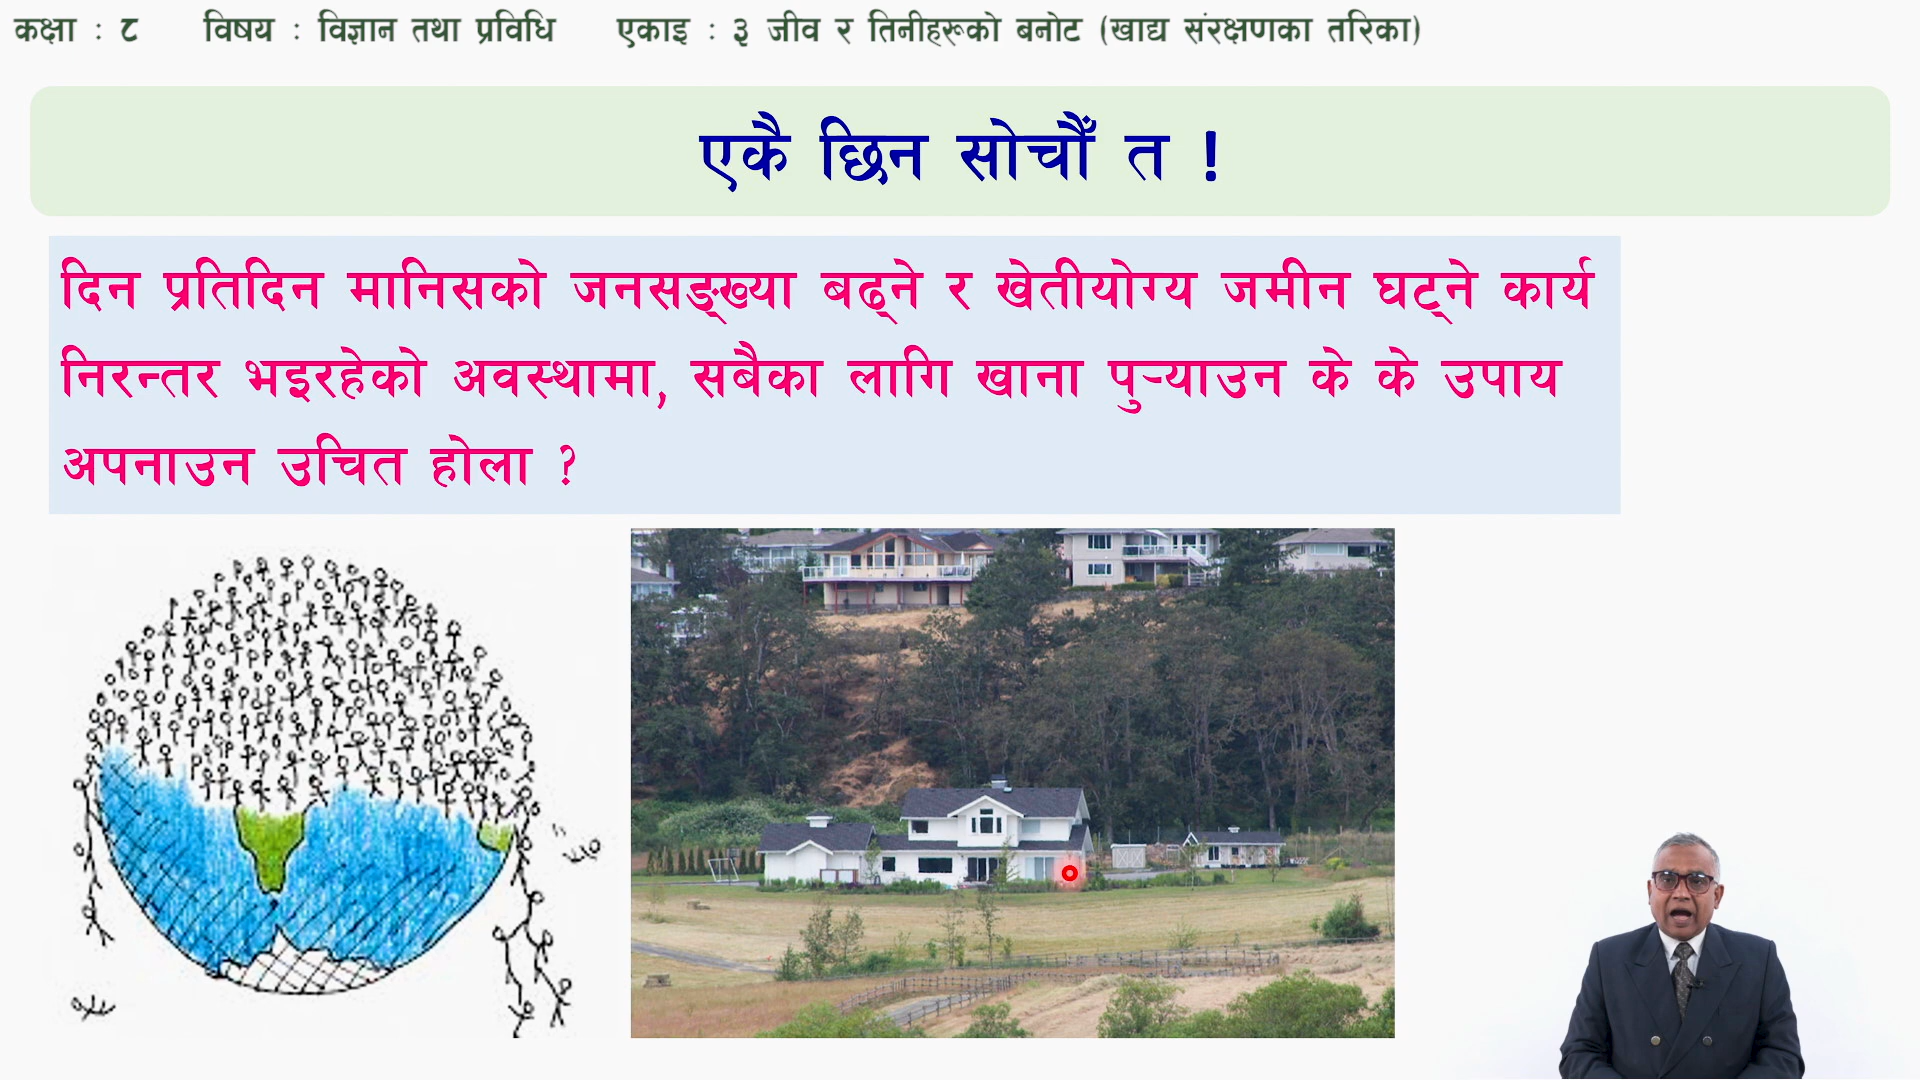 कक्षा : ८ विषय : विज्ञान तथा प्रविधि एकाइ : ३ जीव र तिनीहरूको बनोट (खाद्य संरक्षणका तरिका)
एकै छिन सोचौँ त !
दिन प्रतिदिन मानिसको जनसङ्ख्या बढ्ने र खेतीयोग्य जमीन घट्ने कार्य
निरन्तर भइरहेको अवस्थामा, सबैका लागि खाना पुऱ्याउन के के उपाय
अपनाउन उचित होला ?